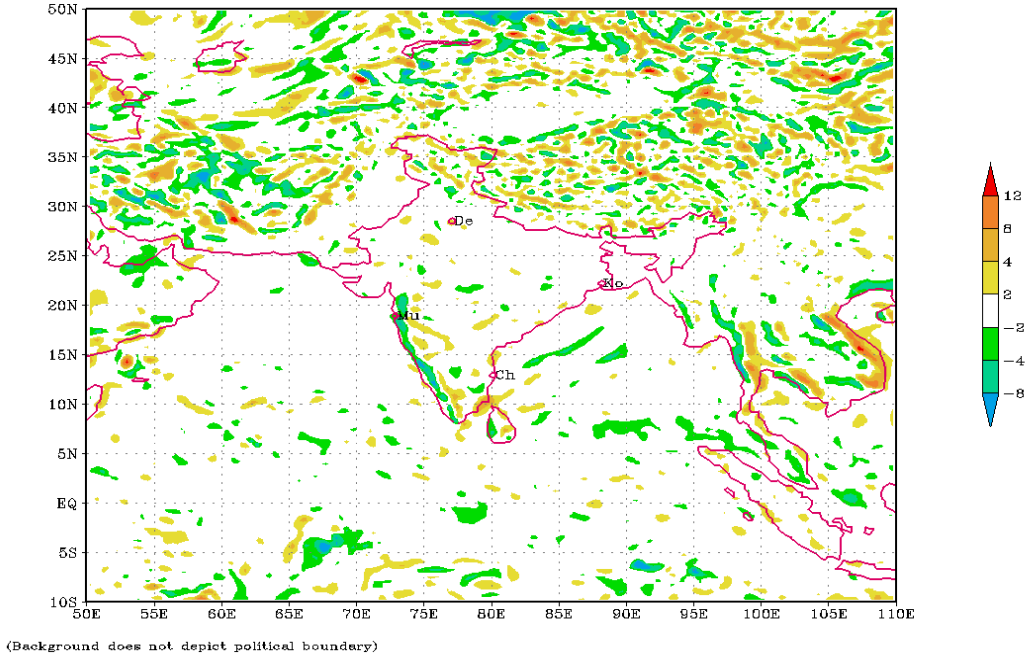 50N
45N
40N
35N
30N
25N
20N
15N
10N
5N
EQ
5S
10S
50E 55E 60E 65E 70E 75E 80E 85E 90E 95E 100E 105E 110E
De
Ko
Mu
Ch
12
8
4
2
−2
−4
−8
(Background does not depict political boundary)